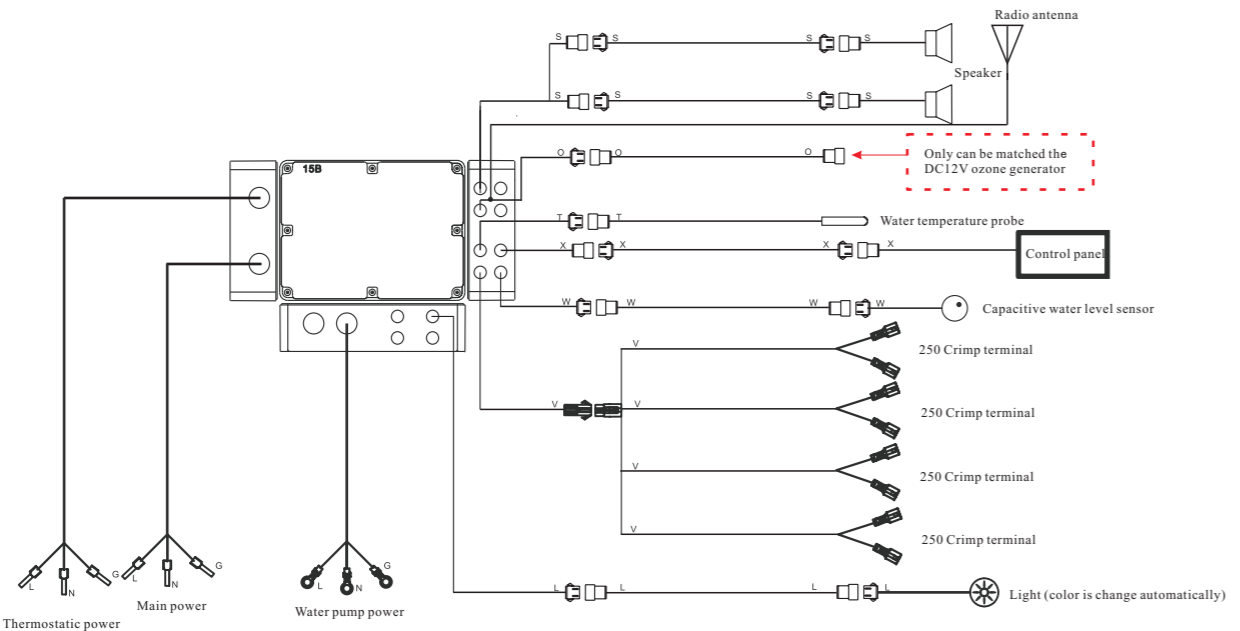 Radio antenna
S S S S
Speaker
S S S S
O O O
Only can be matched the
DC12V ozone generator
15B
T T
Water temperature probe
X X X X
Control panel
W W W W
Capacitive water level sensor
V
250 Crimp terminal
V V
250 Crimp terminal
V
250 Crimp terminal
V
250 Crimp terminal
L N G
Thermostatic power
L N G
Main power
L N G
Water pump power
L L L L
Light (color is change automatically)